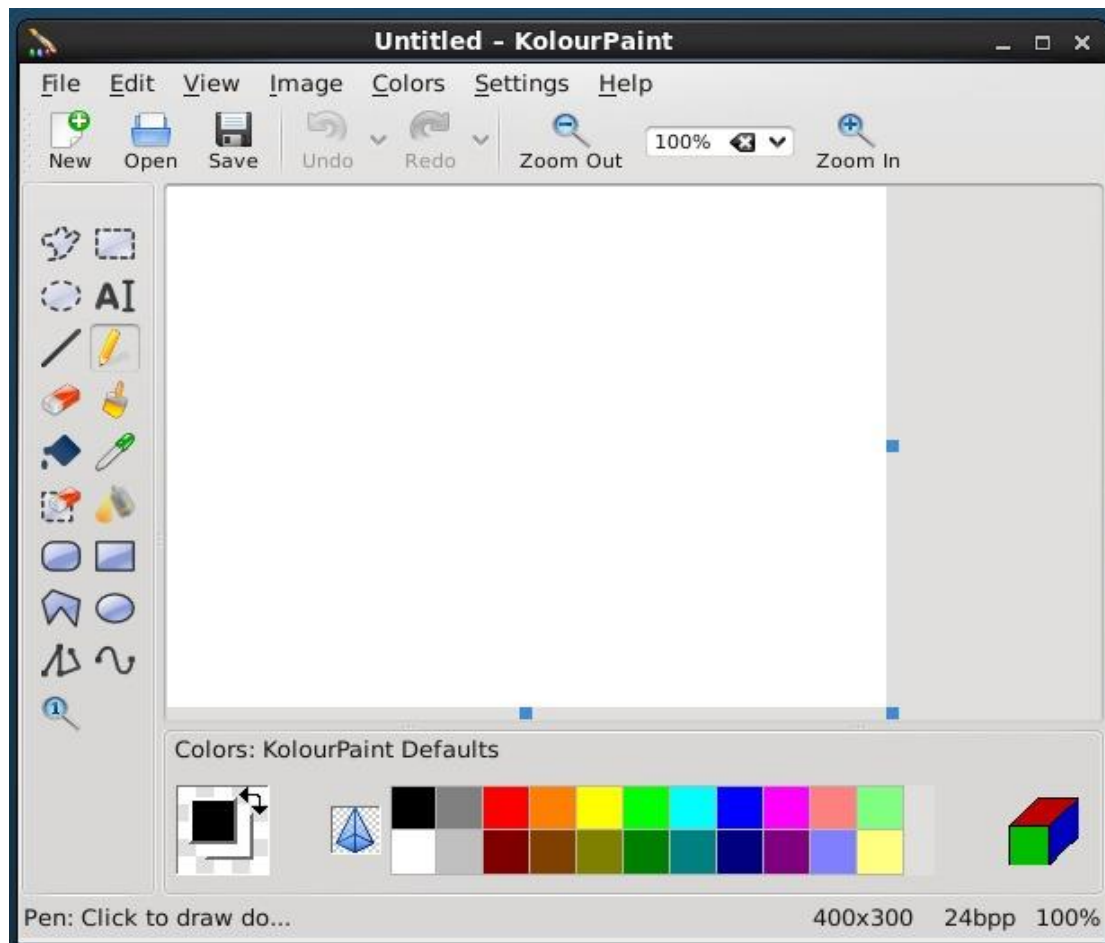 Untitled – KolourPaint
File Edit View Image Colors Settings Help
New Open Save Undo Redo Zoom Out 100% Zoom In
AI
Colors: KolourPaint Defaults
Pen: Click to draw do... 400x300 24bpp 100%